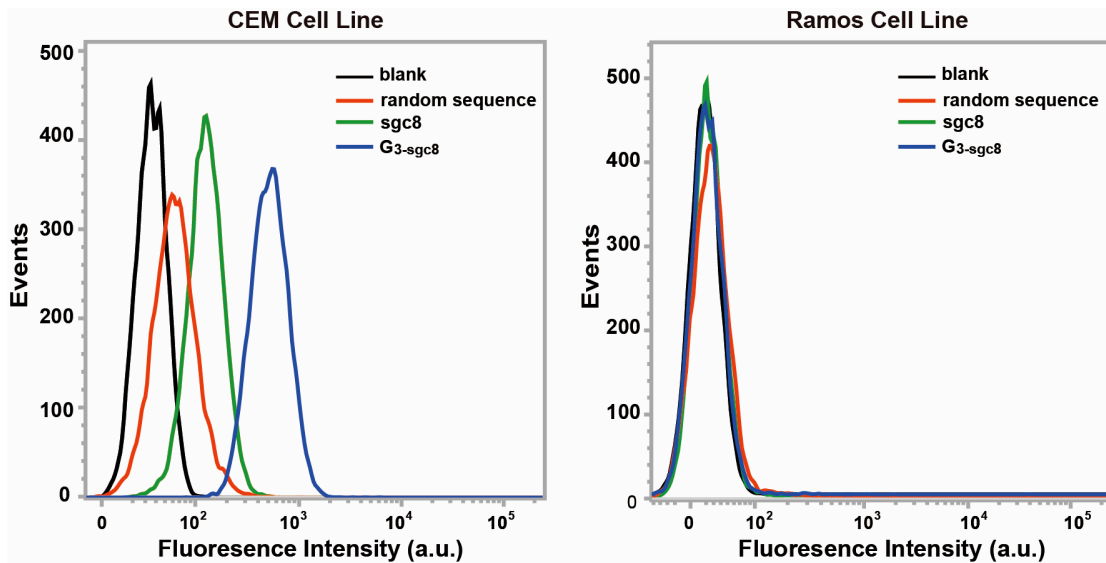 CEM Cell Line
500
400
300
200
100
0
Events
0 10² 10³ 10⁴ 10⁵
Fluoresence Intensity (a.u.)
blank
random sequence
sgc8
G3-sgc8
Ramos Cell Line
500
400
300
200
100
0
Events
0 10² 10³ 10⁴ 10⁵
Fluoresence Intensity (a.u.)
blank
random sequence
sgc8
G3-sgc8